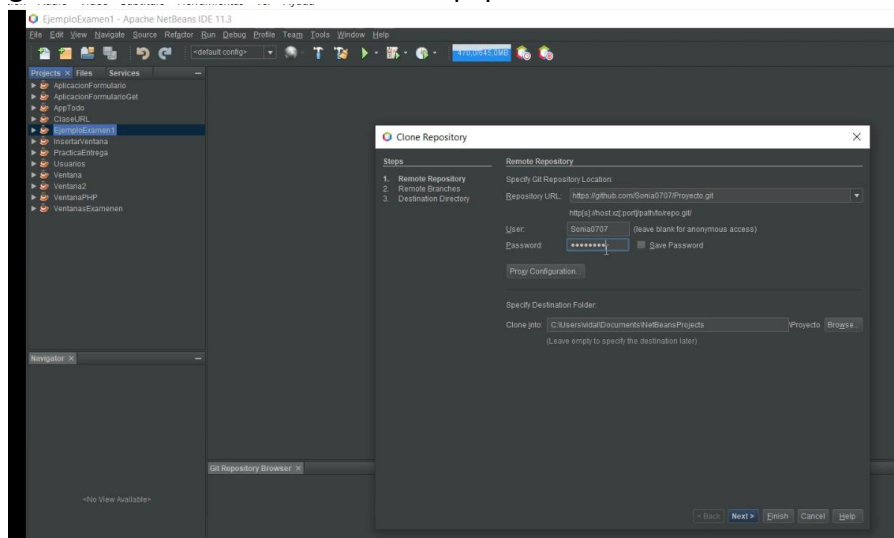 EjemploExamen1 - Apache NetBeans IDE 11.3
File Edit View Navigate Source Refactor Run Debug Profile Team Tools Window Help
<default config>
470,0/645,0MB
Projects Files Services
AplicacionFormulario
AplicacionFormularioGet
AppTodo
ClaseURL
EjemploExamen1
InsertarVentana
PracticaEntrega
Usuarios
Ventana
Ventana2
VentanaPHP
VentanasExamenen
Navigator
<No View Available>
Git Repository Browser
Clone Repository
Steps
1. Remote Repository
2. Remote Branches
3. Destination Directory
Remote Repository
Specify Git Repository Location:
Repository URL: https://github.com/Sonia0707/Proyecto.git
http[s]://host.xz[:port]/path/to/repo.git/
User: Sonia0707 (leave blank for anonymous access)
Password: Save Password
Proxy Configuration...
Specify Destination Folder:
Clone into: C:\Users\vidal\Documents\NetBeansProjects \Proyecto Browse...
(Leave empty to specify the destination later)
< Back Next > Finish Cancel Help